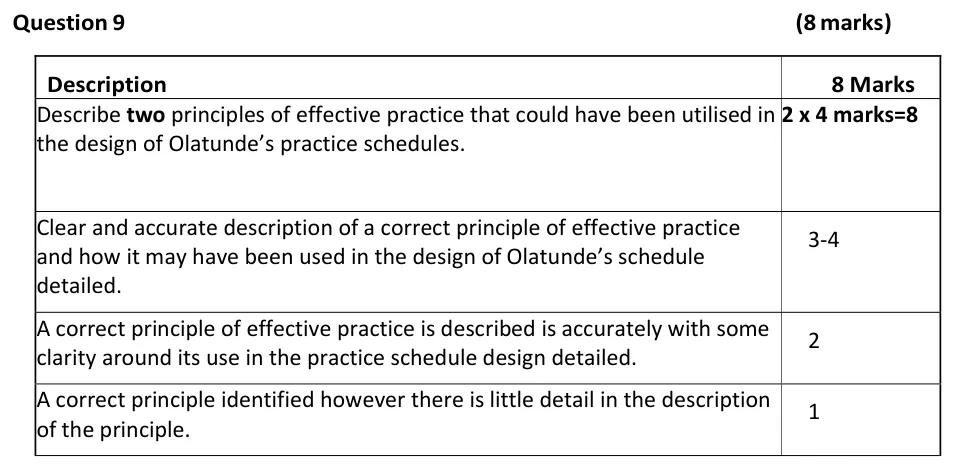 Question 9 (8 marks)
Description 8 Marks
Describe two principles of effective practice that could have been utilised in 2 x 4 marks=8
the design of Olatunde’s practice schedules.
Clear and accurate description of a correct principle of effective practice
and how it may have been used in the design of Olatunde’s schedule
detailed.
3-4
A correct principle of effective practice is described is accurately with some
clarity around its use in the practice schedule design detailed.
2
A correct principle identified however there is little detail in the description
of the principle.
1